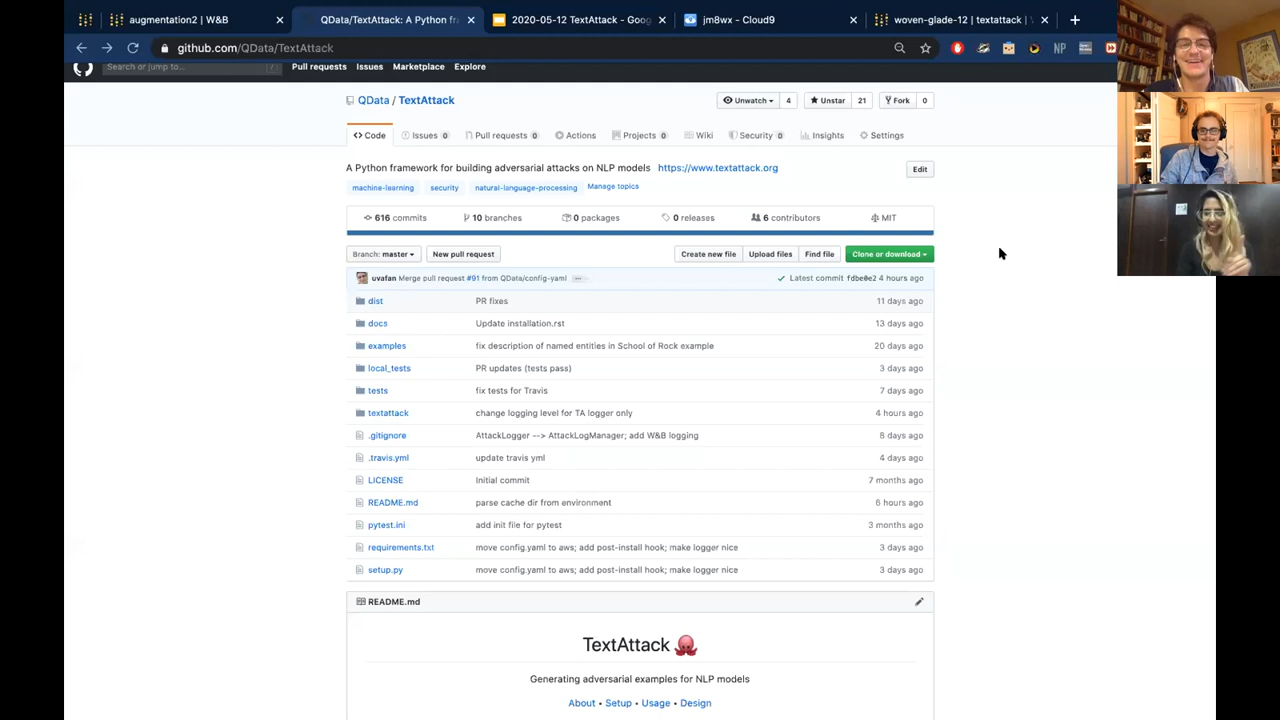 augmentation2 | W&B
QData/TextAttack: A Python fra
2020-05-12 TextAttack - Goog
jm8wx - Cloud9
woven-glade-12 | textattack |
github.com/QData/TextAttack
NP
Search or jump to...
/
Pull requests Issues Marketplace Explore
QData / TextAttack
Unwatch 4 Unstar 21 Fork 0
Code Issues 0 Pull requests 0 Actions Projects 0 Wiki Security 0 Insights Settings
A Python framework for building adversarial attacks on NLP models https://www.textattack.org
Edit
machine-learning security natural-language-processing Manage topics
616 commits 10 branches 0 packages 0 releases 6 contributors MIT
Branch: master New pull request Create new file Upload files Find file Clone or download
uvafan Merge pull request #91 from QData/config-yaml ... Latest commit fdbe0e2 4 hours ago
dist PR fixes 11 days ago
docs Update installation.rst 13 days ago
examples fix description of named entities in School of Rock example 20 days ago
local_tests PR updates (tests pass) 3 days ago
tests fix tests for Travis 7 days ago
textattack change logging level for TA logger only 4 hours ago
.gitignore AttackLogger --> AttackLogManager; add W&B logging 8 days ago
.travis.yml update travis yml 4 days ago
LICENSE Initial commit 7 months ago
README.md parse cache dir from environment 6 hours ago
pytest.ini add init file for pytest 3 months ago
requirements.txt move config.yaml to aws; add post-install hook; make logger nice 3 days ago
setup.py move config.yaml to aws; add post-install hook; make logger nice 3 days ago
README.md
TextAttack 🐙
Generating adversarial examples for NLP models
About • Setup • Usage • Design